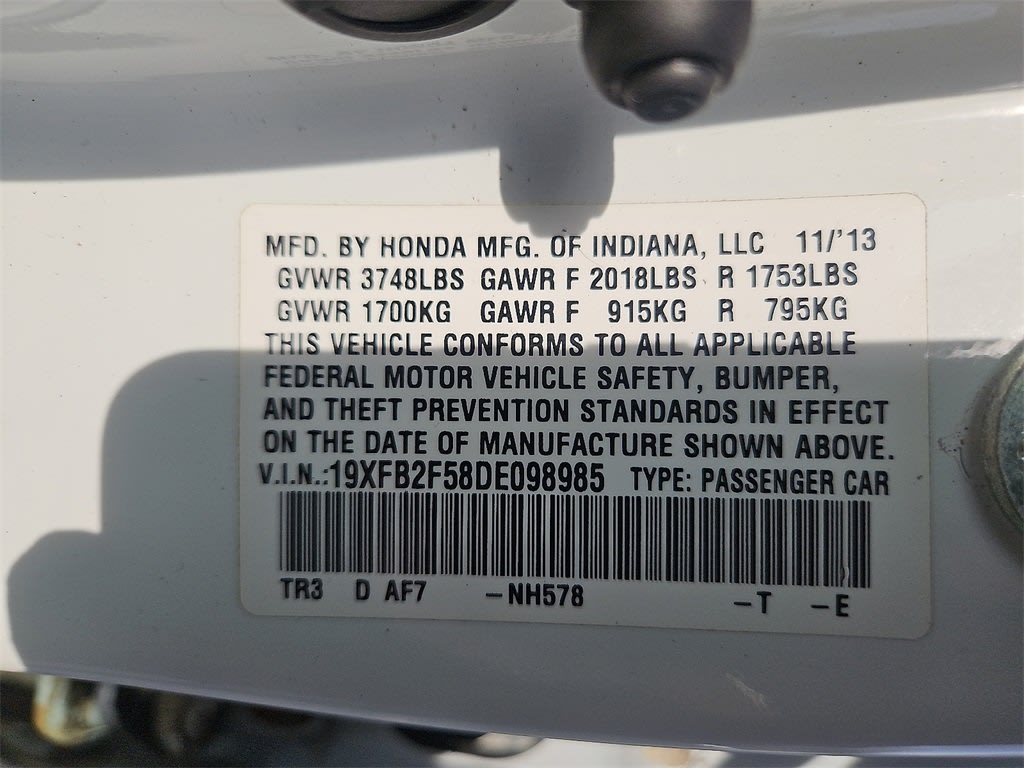 MFD. BY HONDA MFG. OF INDIANA, LLC 11/'13
GVWR 3748LBS GAWR F 2018LBS R 1753LBS
GVWR 1700KG GAWR F 915KG R 795KG
THIS VEHICLE CONFORMS TO ALL APPLICABLE
FEDERAL MOTOR VEHICLE SAFETY, BUMPER,
AND THEFT PREVENTION STANDARDS IN EFFECT
ON THE DATE OF MANUFACTURE SHOWN ABOVE.
V.I.N.:19XFB2F58DE098985 TYPE: PASSENGER CAR
TR3 D AF7 –NH578 –T –E